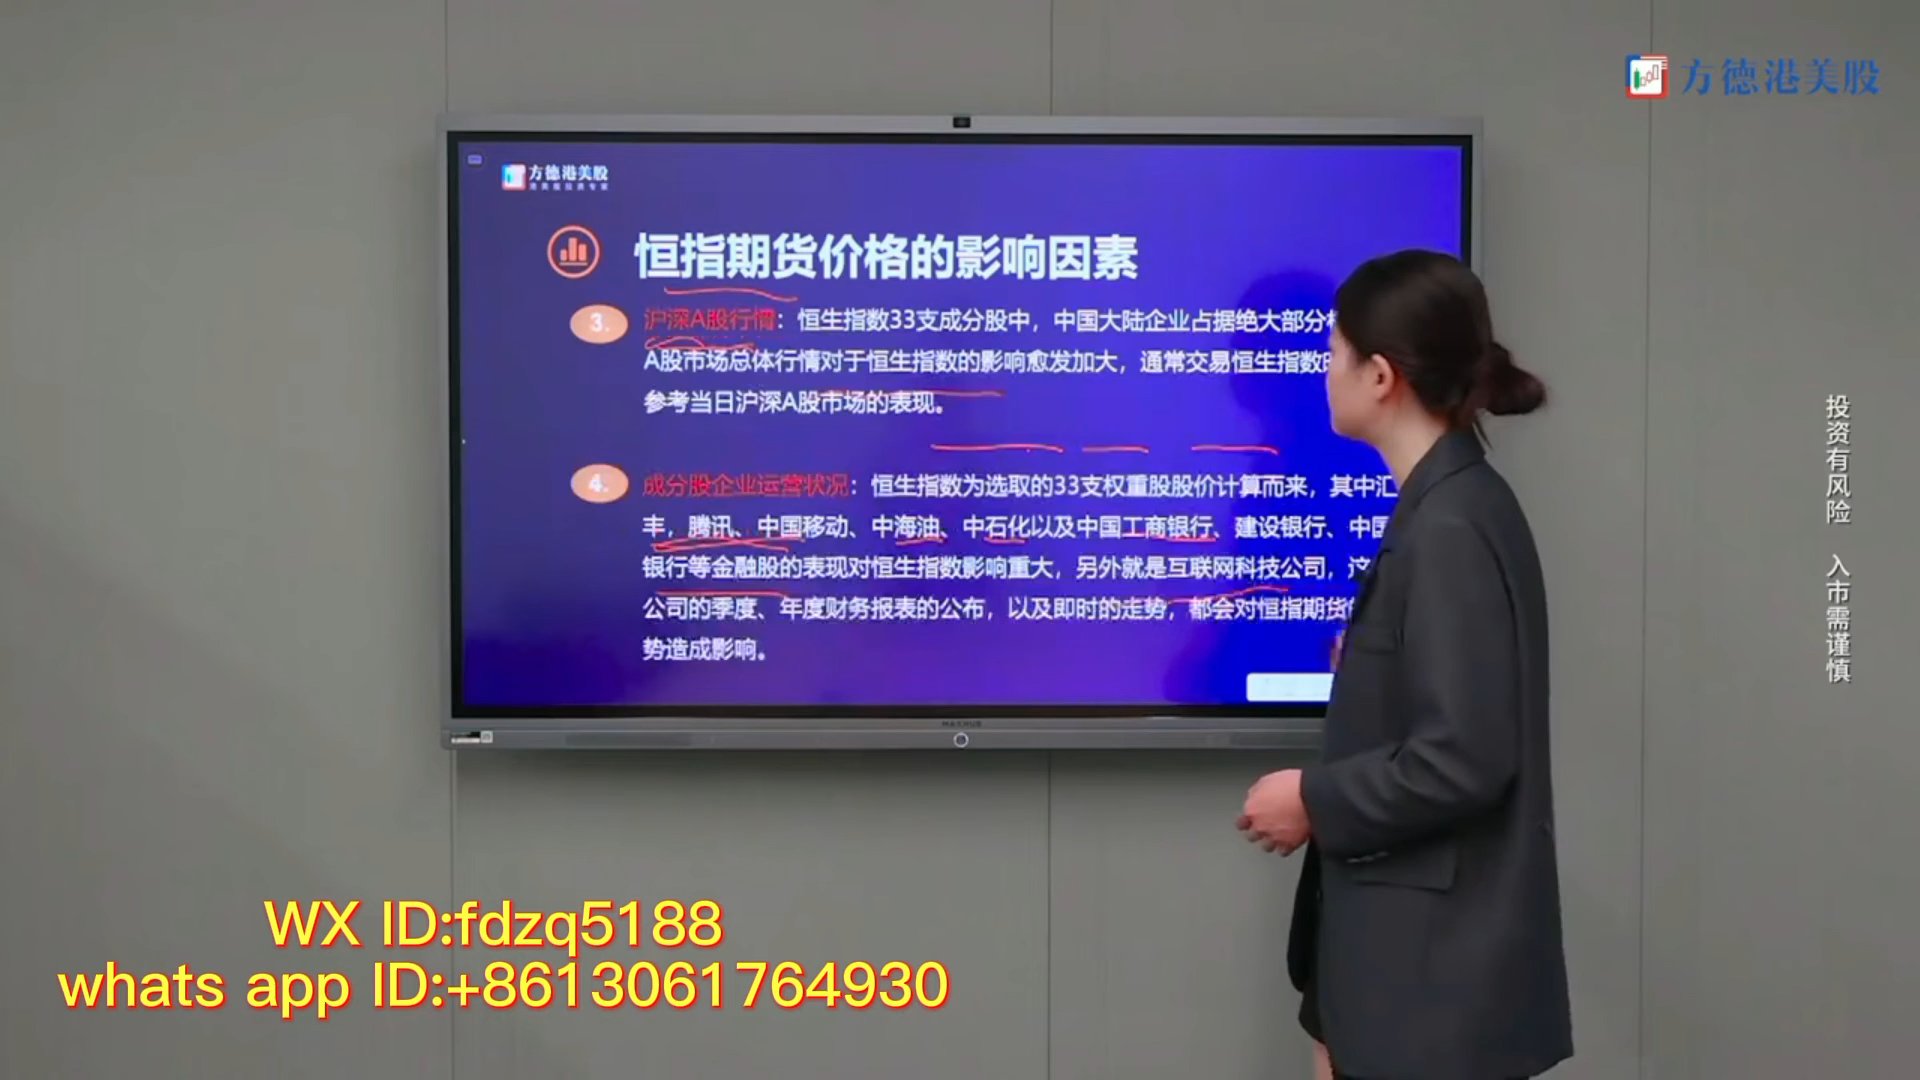 方德港美股
方德港美股
恒指期货价格的影响因素
3.
沪深A股行情：恒生指数33支成分股中，中国大陆企业占据绝大部分
A股市场总体行情对于恒生指数的影响愈发加大，通常交易恒生指数
参考当日沪深A股市场的表现。
4.
成分股企业运营状况：恒生指数为选取的33支权重股股价计算而来，其中汇
丰，腾讯、中国移动、中海油、中石化以及中国工商银行、建设银行、中国
银行等金融股的表现对恒生指数影响重大，另外就是互联网科技公司，这
公司的季度、年度财务报表的公布，以及即时的走势，都会对恒指期货
势造成影响。
MAXHUB
投资有风险 入市需谨慎
WX ID:fdzq5188
whats app ID:+8613061764930